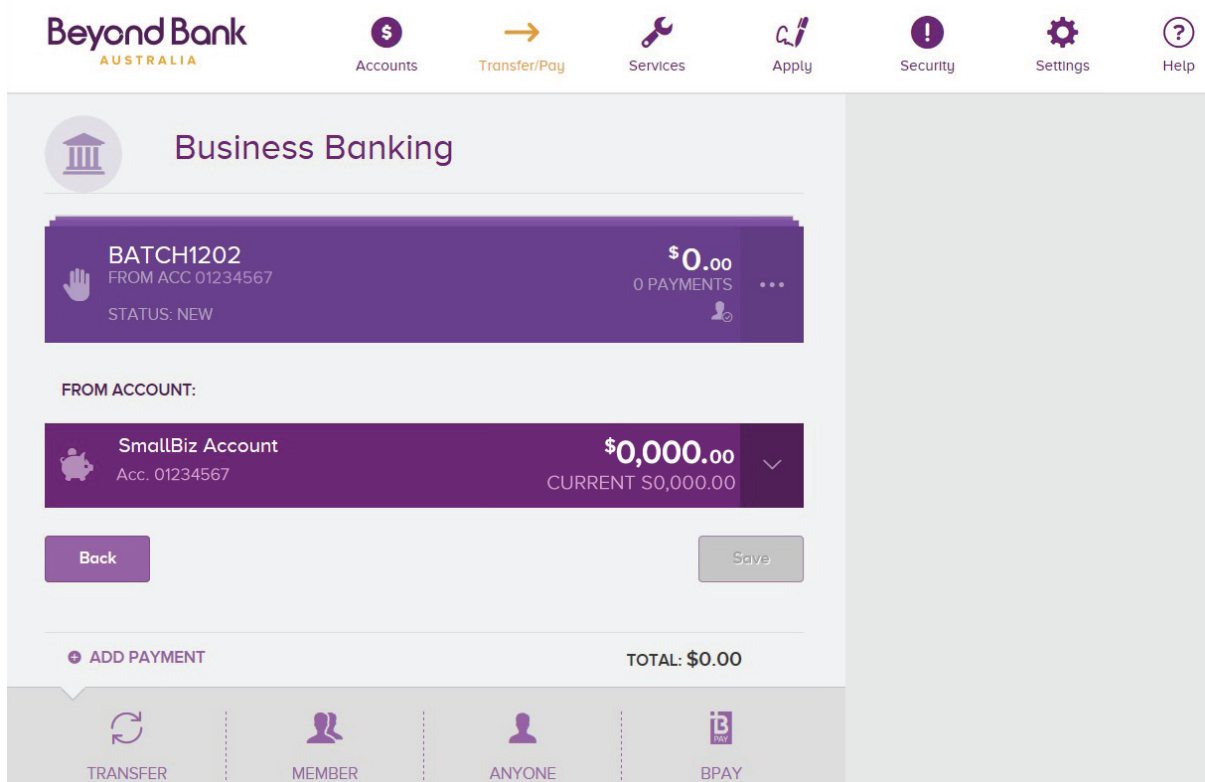 Beyond Bank
AUSTRALIA
Accounts
Transfer/Pay
Services
Apply
Security
Settings
Help
Business Banking
BATCH1202
$0.00
FROM ACC 01234567
0 PAYMENTS
STATUS: NEW
FROM ACCOUNT:
SmallBiz Account
$0,000.00
Acc. 01234567
CURRENT S0,000.00
Back
Save
ADD PAYMENT
TOTAL: $0.00
TRANSFER
MEMBER
ANYONE
B
PAY
BPAY